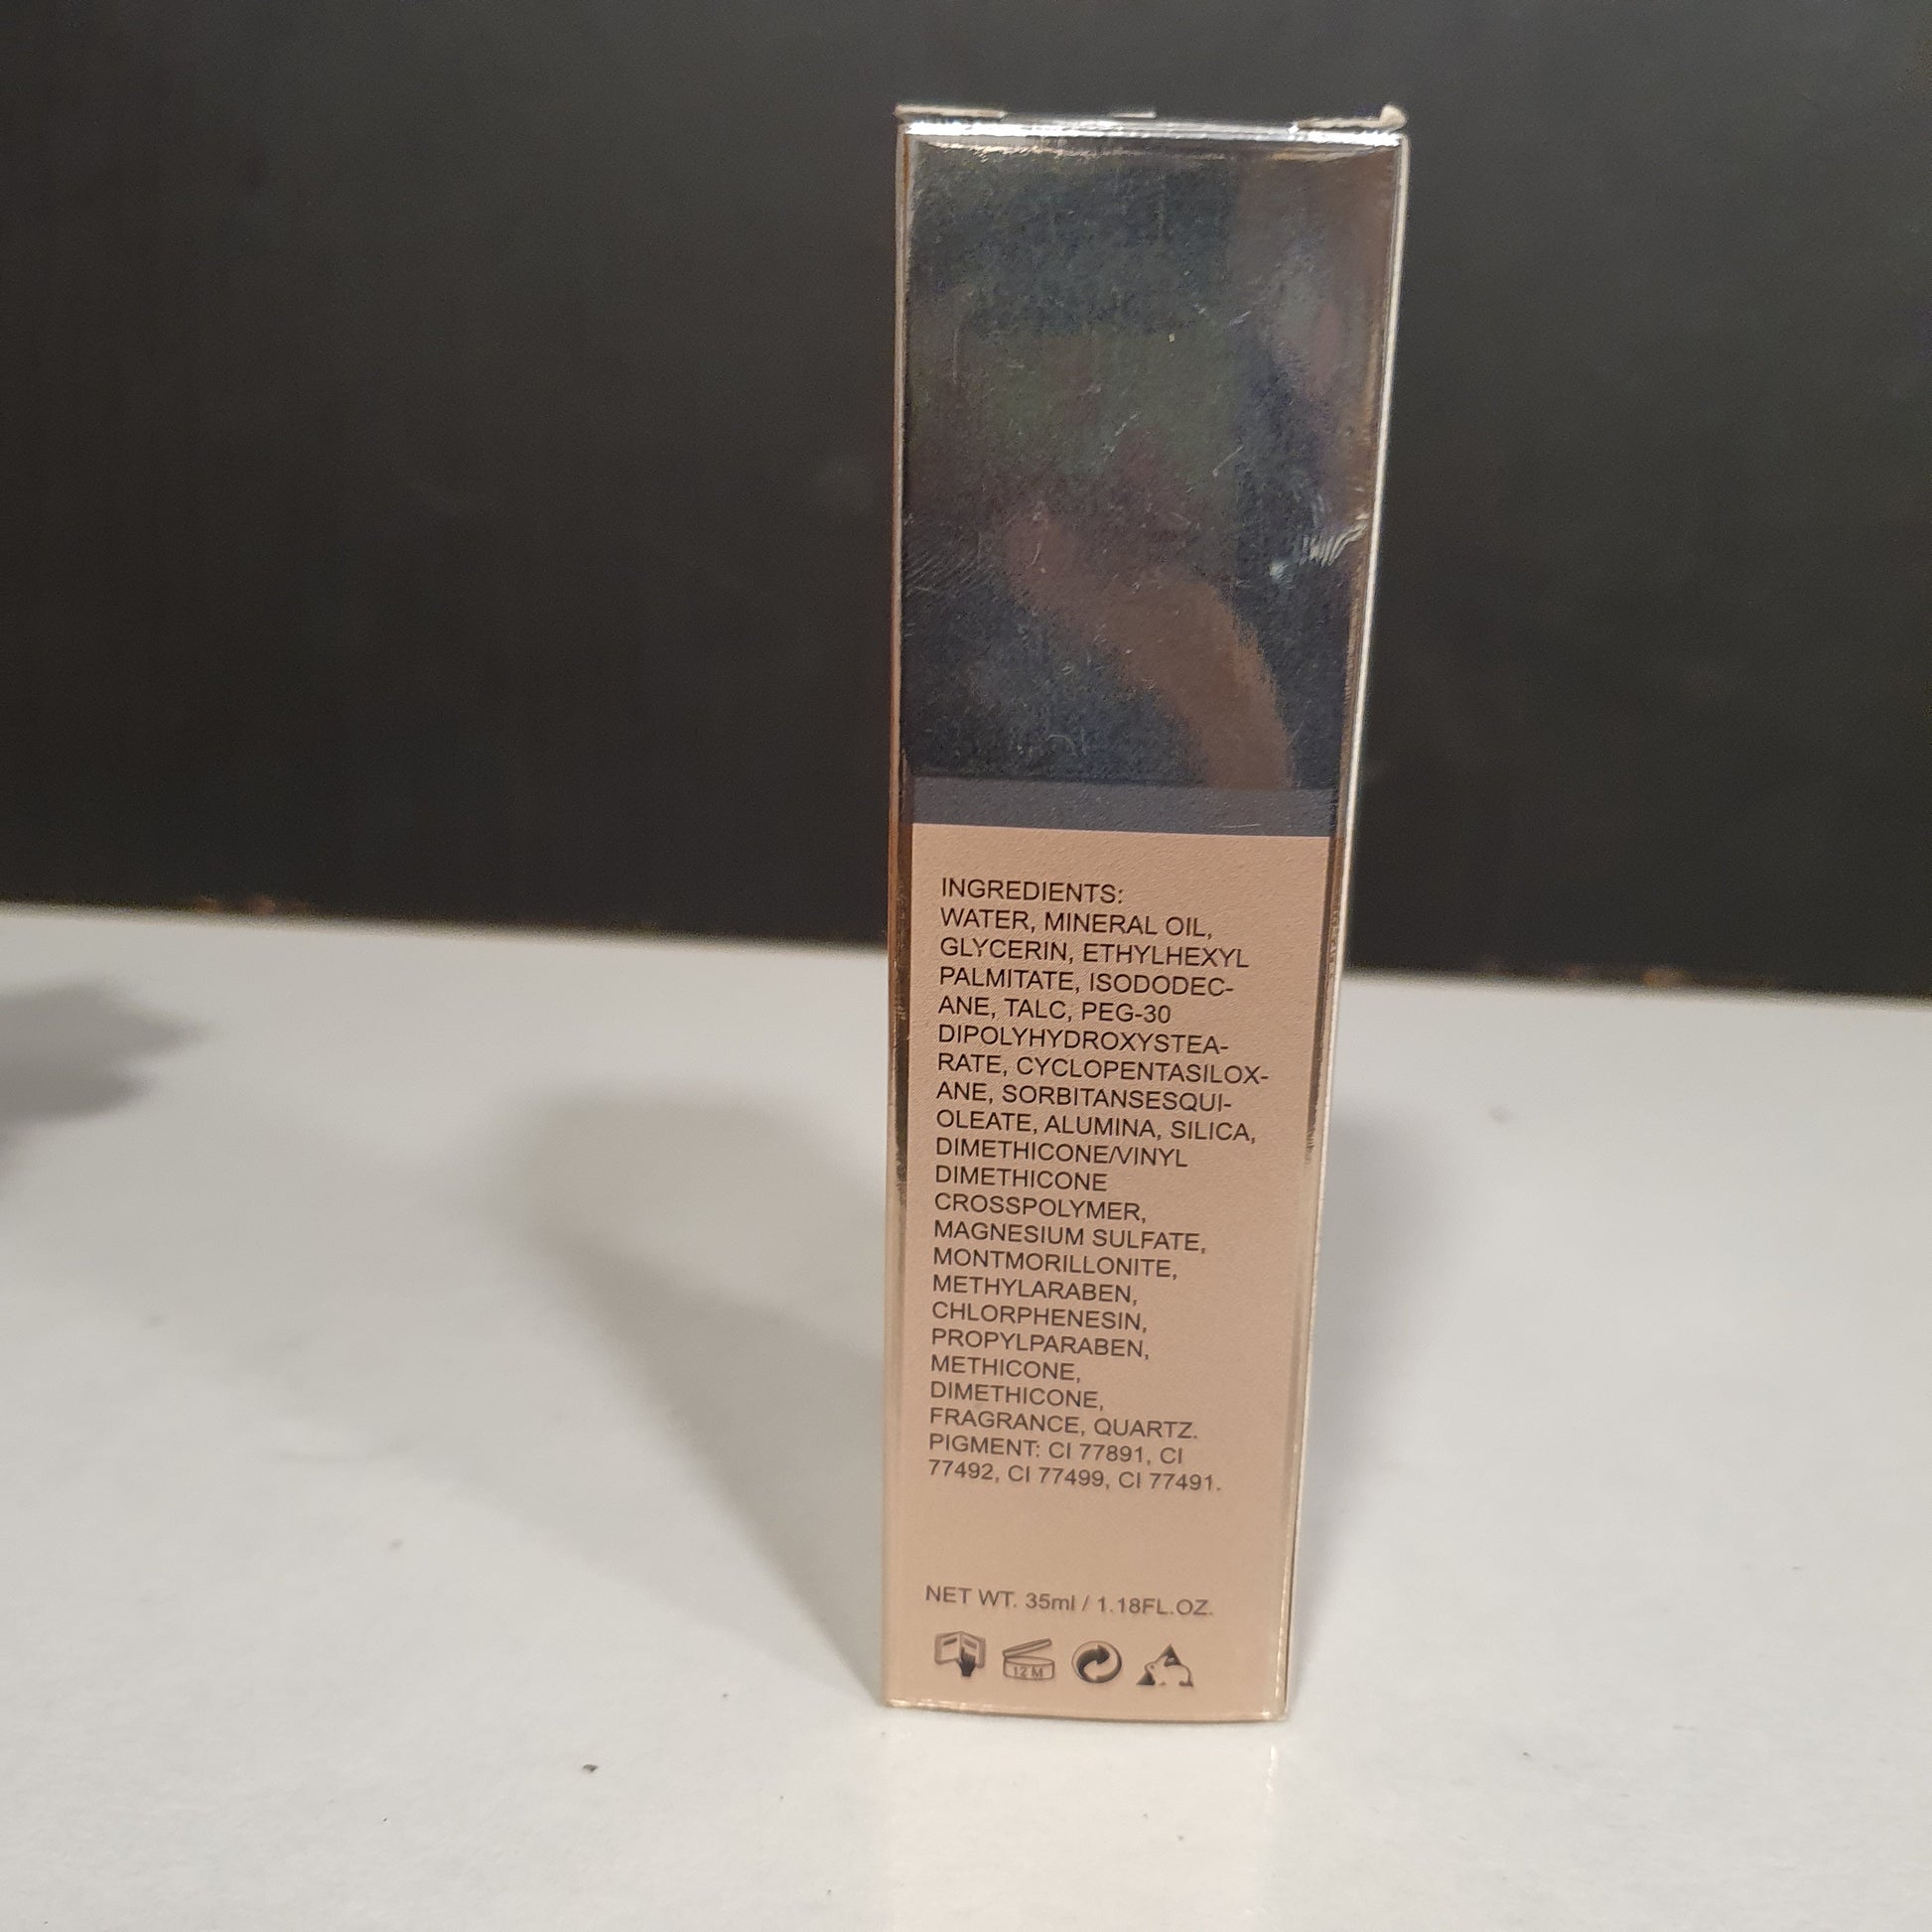 INGREDIENTS:
WATER, MINERAL OIL,
GLYCERIN, ETHYLHEXYL
PALMITATE, ISODODEC-
ANE, TALC, PEG-30
DIPOLYHYDROXYSTEA-
RATE, CYCLOPENTASILOX-
ANE, SORBITANSESQUI-
OLEATE, ALUMINA, SILICA,
DIMETHICONE/VINYL
DIMETHICONE
CROSSPOLYMER,
MAGNESIUM SULFATE,
MONTMORILLONITE,
METHYLARABEN,
CHLORPHENESIN,
PROPYLPARABEN,
METHICONE,
DIMETHICONE,
FRAGRANCE, QUARTZ.
PIGMENT: CI 77891, CI
77492, CI 77499, CI 77491.
NET WT. 35ml / 1.18FL.OZ.
12 M